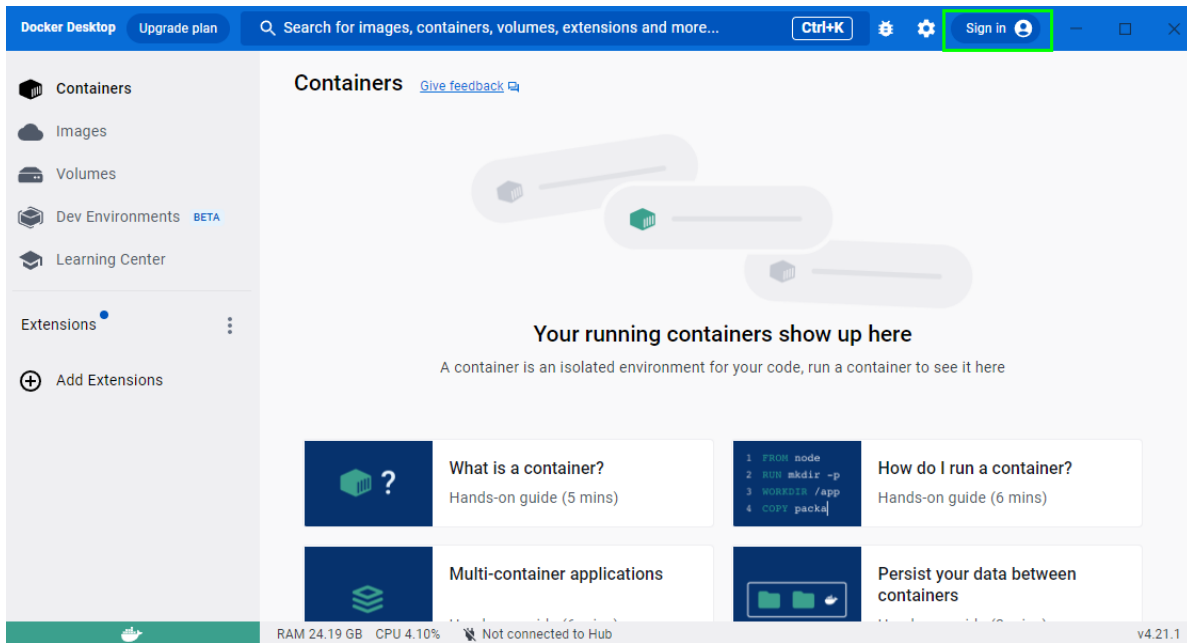 Docker Desktop Upgrade plan Search for images, containers, volumes, extensions and more... Ctrl+K Sign in
Containers
Images
Volumes
Dev Environments BETA
Learning Center
Extensions
Add Extensions
Containers Give feedback
Your running containers show up here
A container is an isolated environment for your code, run a container to see it here
?
What is a container?
Hands-on guide (5 mins)
1 FROM node
2 RUN mkdir -p
3 WORKDIR /app
4 COPY packa
How do I run a container?
Hands-on guide (6 mins)
Multi-container applications
Persist your data between
containers
RAM 24.19 GB CPU 4.10% Not connected to Hub v4.21.1